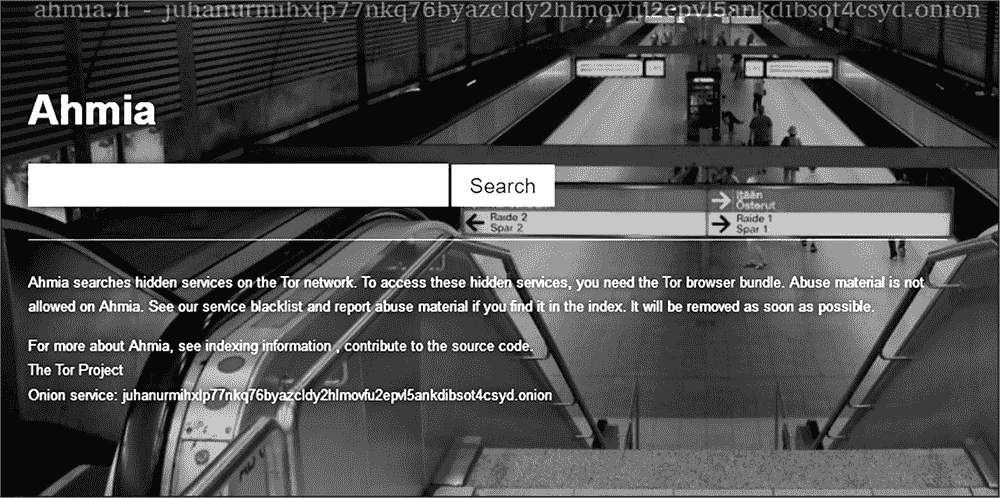 ahmia.fi - juhanurmihxlp77nkq76byazcldy2hlmovfu2epvl5ankdibsot4csyd.onion
Ahmia
Search
Itään
Österut
Raide 2
Spår 2
Raide 1
Spår 1
Ahmia searches hidden services on the Tor network. To access these hidden services, you need the Tor browser bundle. Abuse material is not
allowed on Ahmia. See our service blacklist and report abuse material if you find it in the index. It will be removed as soon as possible.
For more about Ahmia, see indexing information , contribute to the source code.
The Tor Project
Onion service: juhanurmihxlp77nkq76byazcldy2hlmovfu2epvl5ankdibsot4csyd.onion